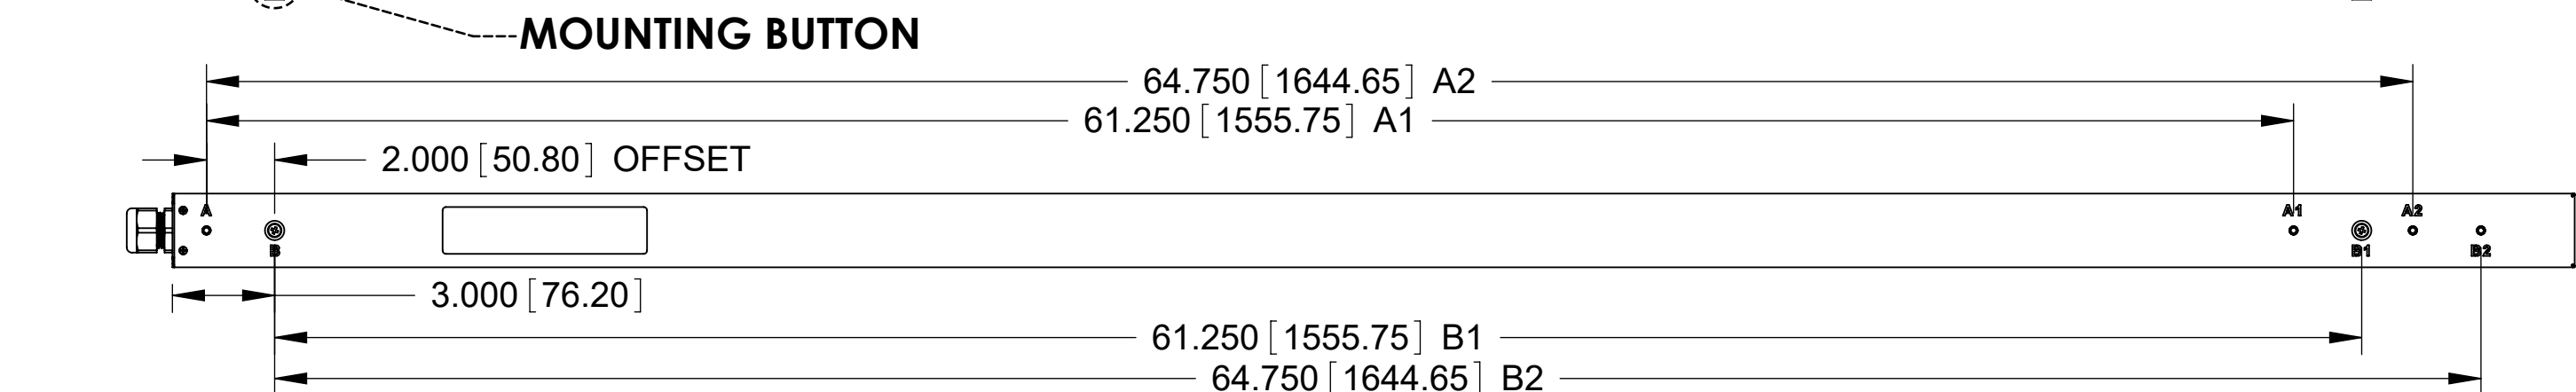 MOUNTING BUTTON
64.750 [1644.65] A2
61.250 [1555.75] A1
2.000 [50.80] OFFSET
A A1 A2
B B1 B2
3.000 [76.20]
61.250 [1555.75] B1
64.750 [1644.65] B2